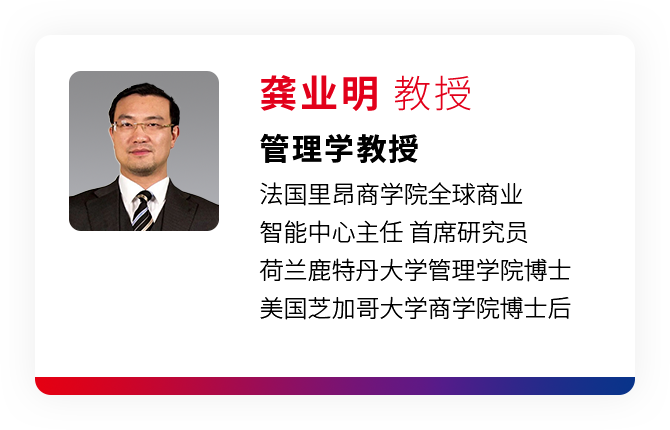 龚业明 教授
管理学教授
法国里昂商学院全球商业
智能中心主任 首席研究员
荷兰鹿特丹大学管理学院博士
美国芝加哥大学商学院博士后